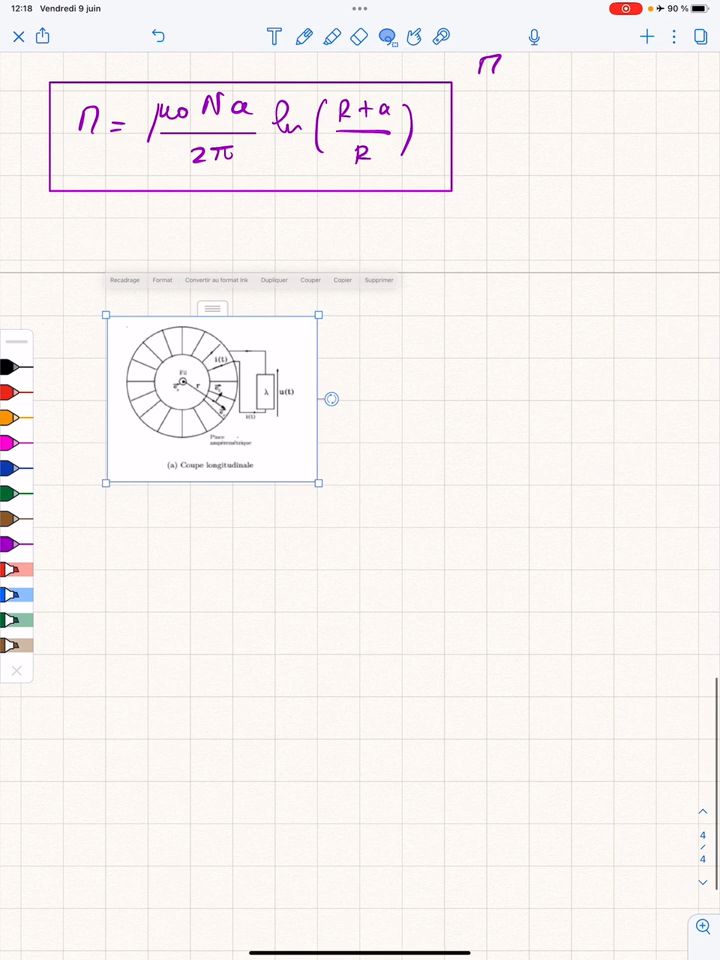 12:18 Vendredi 9 juin
90 %
M
M = μ₀ N a / 2π ln ( R + a / R )
Recadrage Format Convertir au format Ink Dupliquer Couper Copier Supprimer
i(t)
Fil
r
λ u(t)
i(t)
Pince
ampèremétrique
(a) Coupe longitudinale
4
/
4